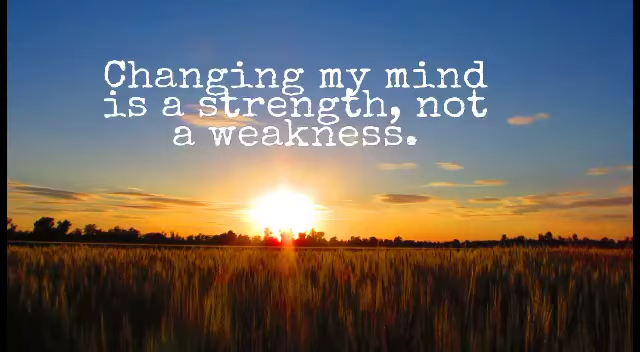 Changing my mind
is a strength, not
a weakness.